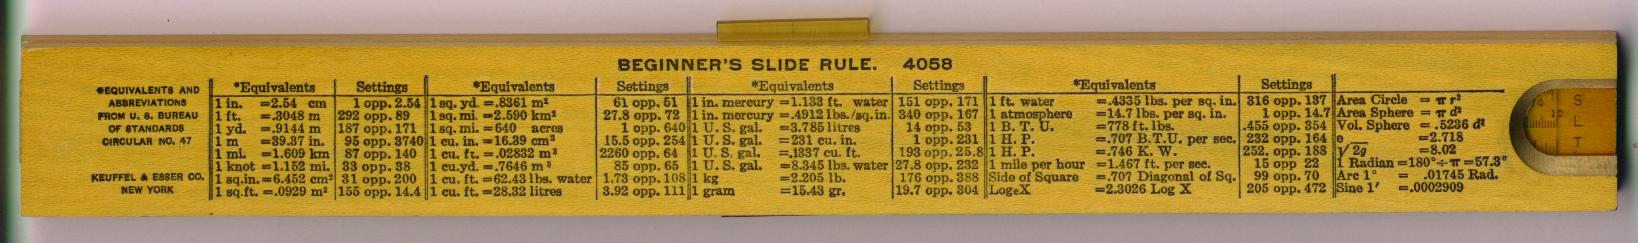 BEGINNER'S SLIDE RULE. 4058
*EQUIVALENTS AND
ABBREVIATIONS
FROM U. S. BUREAU
OF STANDARDS
CIRCULAR NO. 47
KEUFFEL & ESSER CO.
NEW YORK
*Equivalents Settings
1 in. =2.54 cm 1 opp. 2.54
1 ft. =.3048 m 292 opp. 89
1 yd. =.9144 m 187 opp. 171
1 m =39.37 in. 95 opp. 3740
1 mi. =1.609 km 87 opp. 140
1 knot =1.152 mi. 33 opp. 38
1 sq.in.=6.452 cm² 31 opp. 200
1 sq.ft. =.0929 m² 155 opp. 14.4
*Equivalents Settings
1 sq. yd. =.8361 m² 61 opp. 51
1 sq. mi. =2.590 km² 27.8 opp. 72
1 sq. mi. =640 acres 1 opp. 640
1 cu. in. =16.39 cm³ 15.5 opp. 254
1 cu. ft. =.02832 m³ 2260 opp. 64
1 cu.yd. =.7646 m³ 85 opp. 65
1 cu. ft. =62.43 lbs. water 1.73 opp. 108
1 cu. ft. =28.32 litres 3.92 opp. 111
*Equivalents Settings
1 in. mercury =1.133 ft. water 151 opp. 171
1 in. mercury =.4912 lbs./sq.in. 340 opp. 167
1 U. S. gal. =3.785 litres 14 opp. 53
1 U. S. gal. =231 cu. in. 1 opp. 231
1 U. S. gal. =.1337 cu. ft. 193 opp. 25.8
1 U. S. gal. =8.345 lbs. water 27.8 opp. 232
1 kg =2.205 lb. 176 opp. 388
1 gram =15.43 gr. 19.7 opp. 304
*Equivalents Settings
1 ft. water =.4335 lbs. per sq. in. 316 opp. 137
1 atmosphere =14.7 lbs. per sq. in. 1 opp. 14.7
1 B. T. U. =778 ft. lbs. .455 opp. 354
1 H. P. =.707 B.T.U. per sec. 232 opp. 164
1 H. P. =.746 K. W. 252. opp. 188
1 mile per hour =1.467 ft. per sec. 15 opp 22
Side of Square =.707 Diagonal of Sq. 99 opp. 70
LogeX =2.3026 Log X 205 opp. 472
Area Circle = π r²
Area Sphere = π d²
Vol. Sphere = .5236 d³
e =2.718
√2g =8.02
1 Radian =180°÷π =57.3°
Arc 1° = .01745 Rad.
Sine 1′ =.0002909
S
L
T